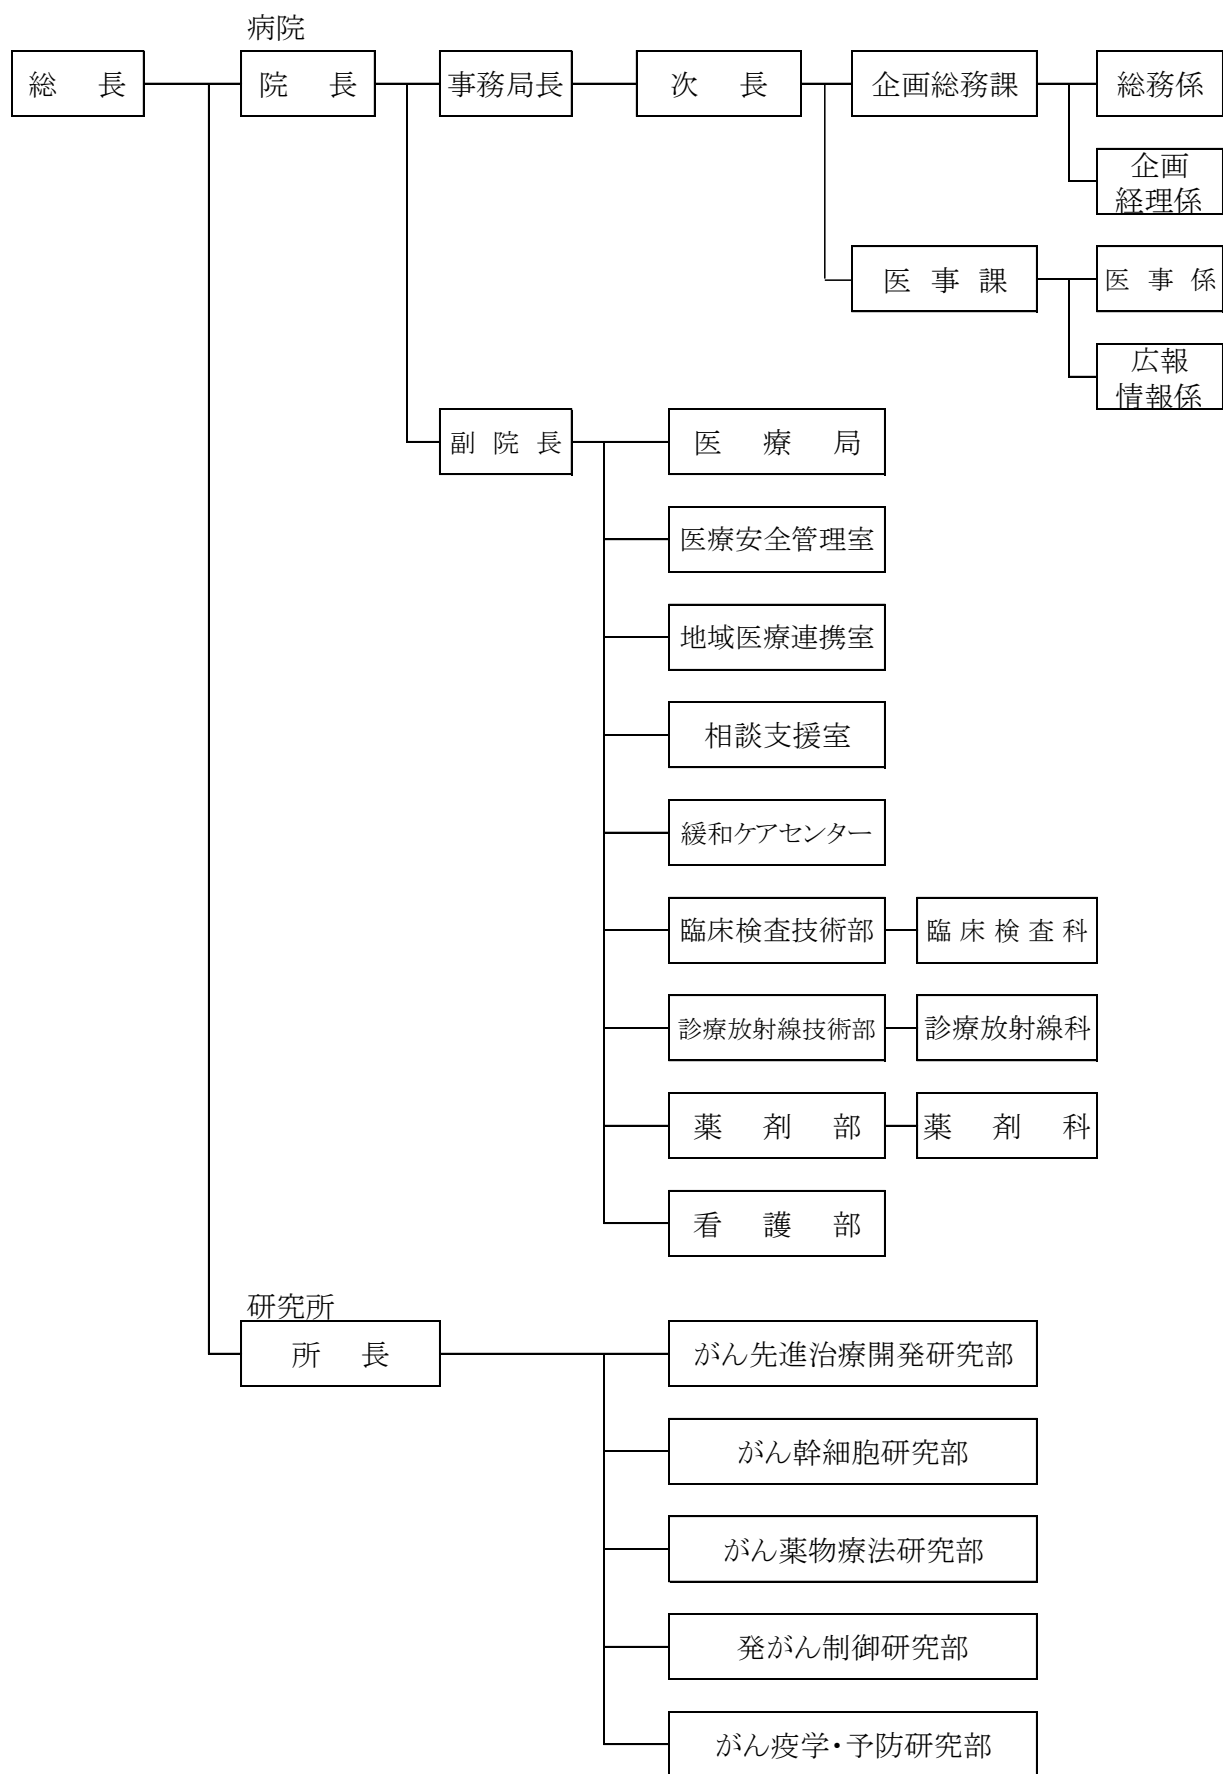 病院
総長
院長
事務局長
次長
企画総務課
総務係
企画
経理係
医事課
医事係
広報
情報係
副院長
医療局
医療安全管理室
地域医療連携室
相談支援室
緩和ケアセンター
臨床検査技術部
臨床検査科
診療放射線技術部
診療放射線科
薬剤部
薬剤科
看護部
研究所
所長
がん先進治療開発研究部
がん幹細胞研究部
がん薬物療法研究部
発がん制御研究部
がん疫学・予防研究部